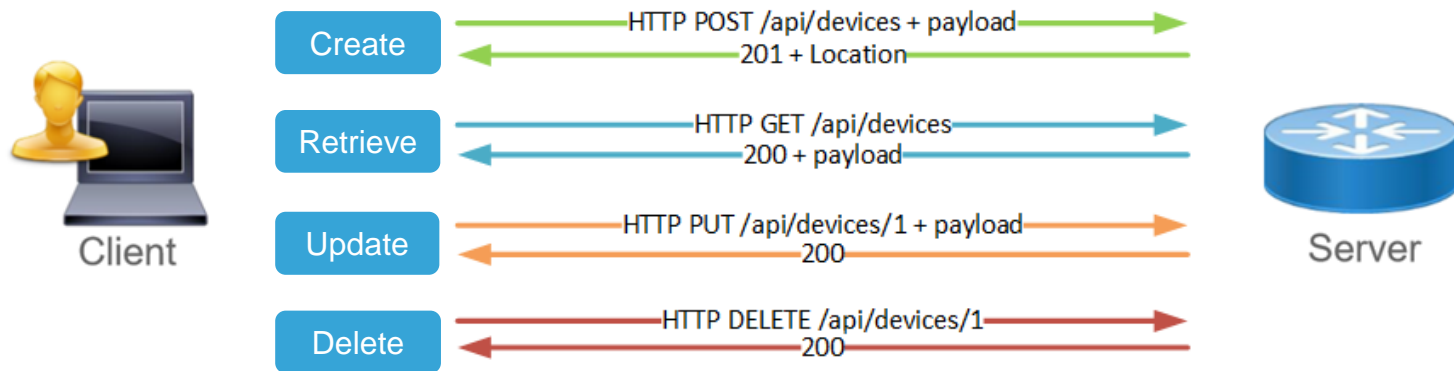 Create
HTTP POST /api/devices + payload
201 + Location
Retrieve
HTTP GET /api/devices
200 + payload
Update
HTTP PUT /api/devices/1 + payload
200
Delete
HTTP DELETE /api/devices/1
200
Client
Server